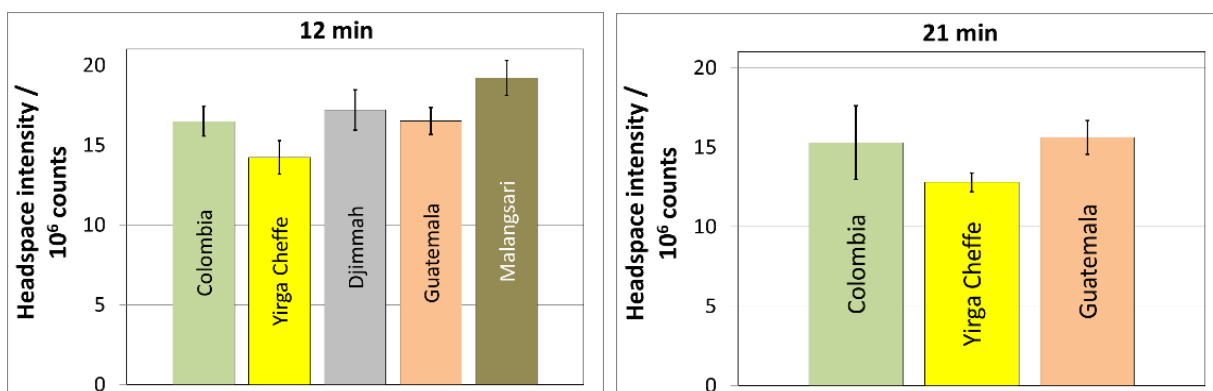 12 min
Headspace intensity /
10⁶ counts
20
15
10
5
0
Colombia
Yirga Cheffe
Djimmah
Guatemala
Malangsari
21 min
Headspace intensity /
10⁶ counts
20
15
10
5
0
Colombia
Yirga Cheffe
Guatemala